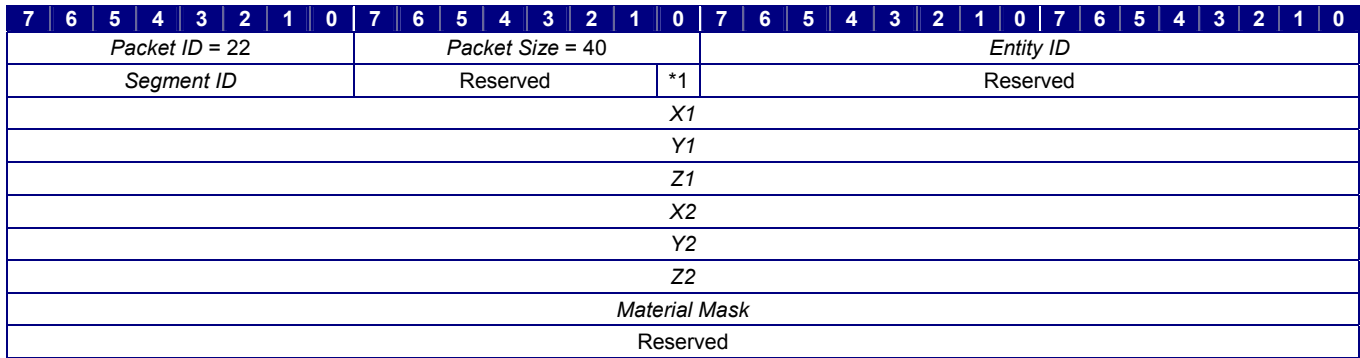 7 6 5 4 3 2 1 0 7 6 5 4 3 2 1 0 7 6 5 4 3 2 1 0 7 6 5 4 3 2 1 0
Packet ID = 22 Packet Size = 40 Entity ID
Segment ID Reserved *1 Reserved
X1
Y1
Z1
X2
Y2
Z2
Material Mask
Reserved